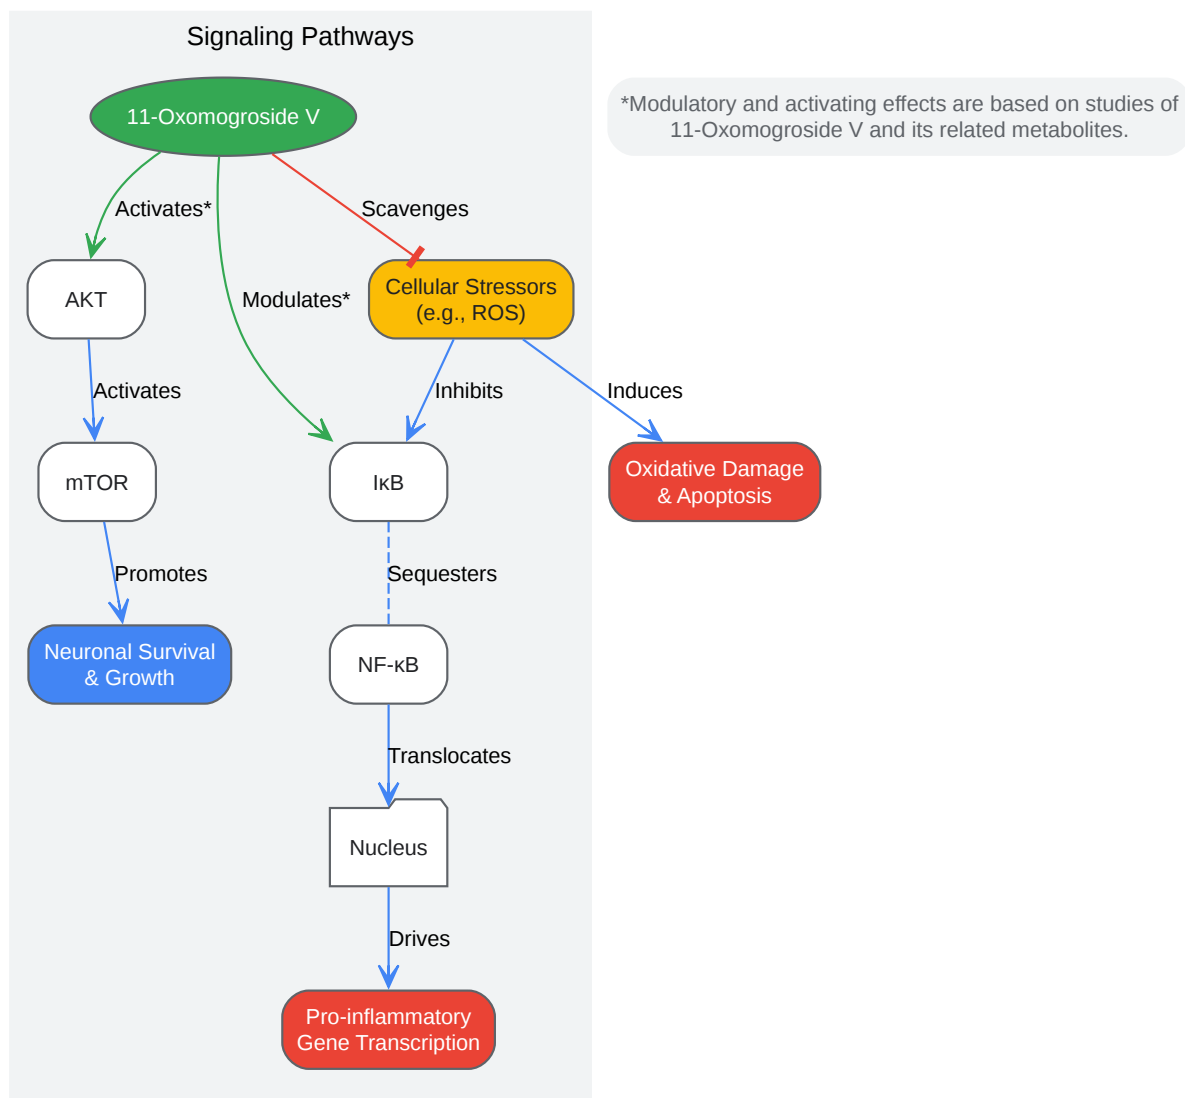 Signaling Pathways
11-Oxomogroside V
*Modulatory and activating effects are based on studies of
11-Oxomogroside V and its related metabolites.
Activates*
Scavenges
Modulates*
AKT
Cellular Stressors
(e.g., ROS)
Activates
Inhibits
Induces
mTOR
IκB
Oxidative Damage
& Apoptosis
Promotes
Sequesters
Neuronal Survival
& Growth
NF-κB
Translocates
Nucleus
Drives
Pro-inflammatory
Gene Transcription